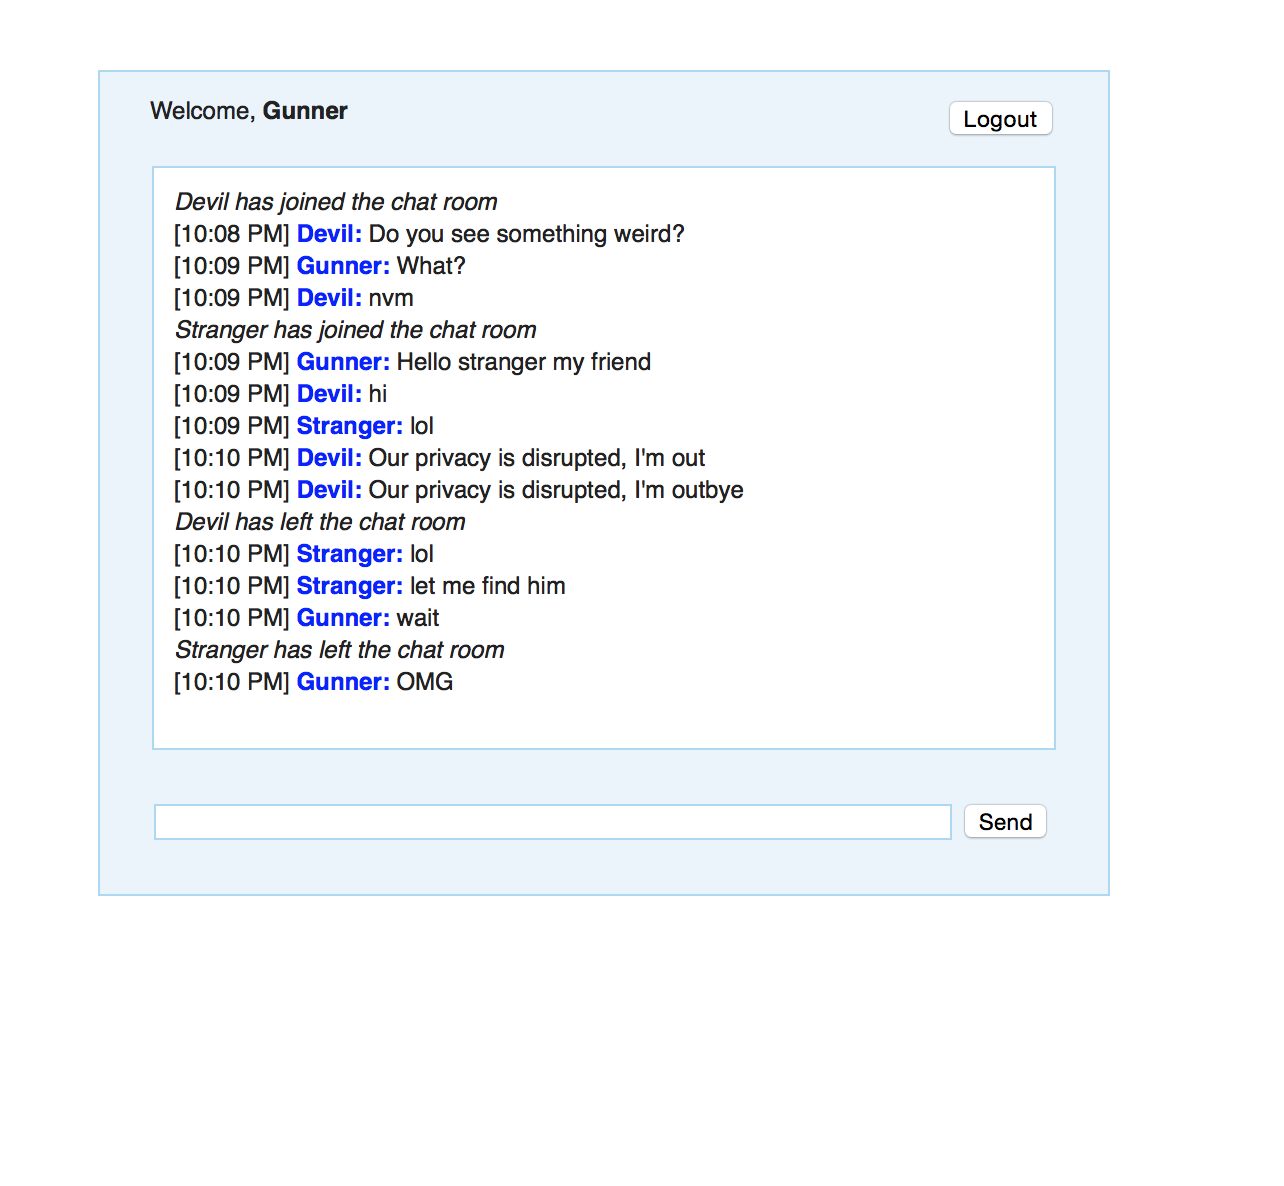 Welcome, Gunner
Logout
Devil has joined the chat room
[10:08 PM] Devil: Do you see something weird?
[10:09 PM] Gunner: What?
[10:09 PM] Devil: nvm
Stranger has joined the chat room
[10:09 PM] Gunner: Hello stranger my friend
[10:09 PM] Devil: hi
[10:09 PM] Stranger: lol
[10:10 PM] Devil: Our privacy is disrupted, I'm out
[10:10 PM] Devil: Our privacy is disrupted, I'm outbye
Devil has left the chat room
[10:10 PM] Stranger: lol
[10:10 PM] Stranger: let me find him
[10:10 PM] Gunner: wait
Stranger has left the chat room
[10:10 PM] Gunner: OMG
Send